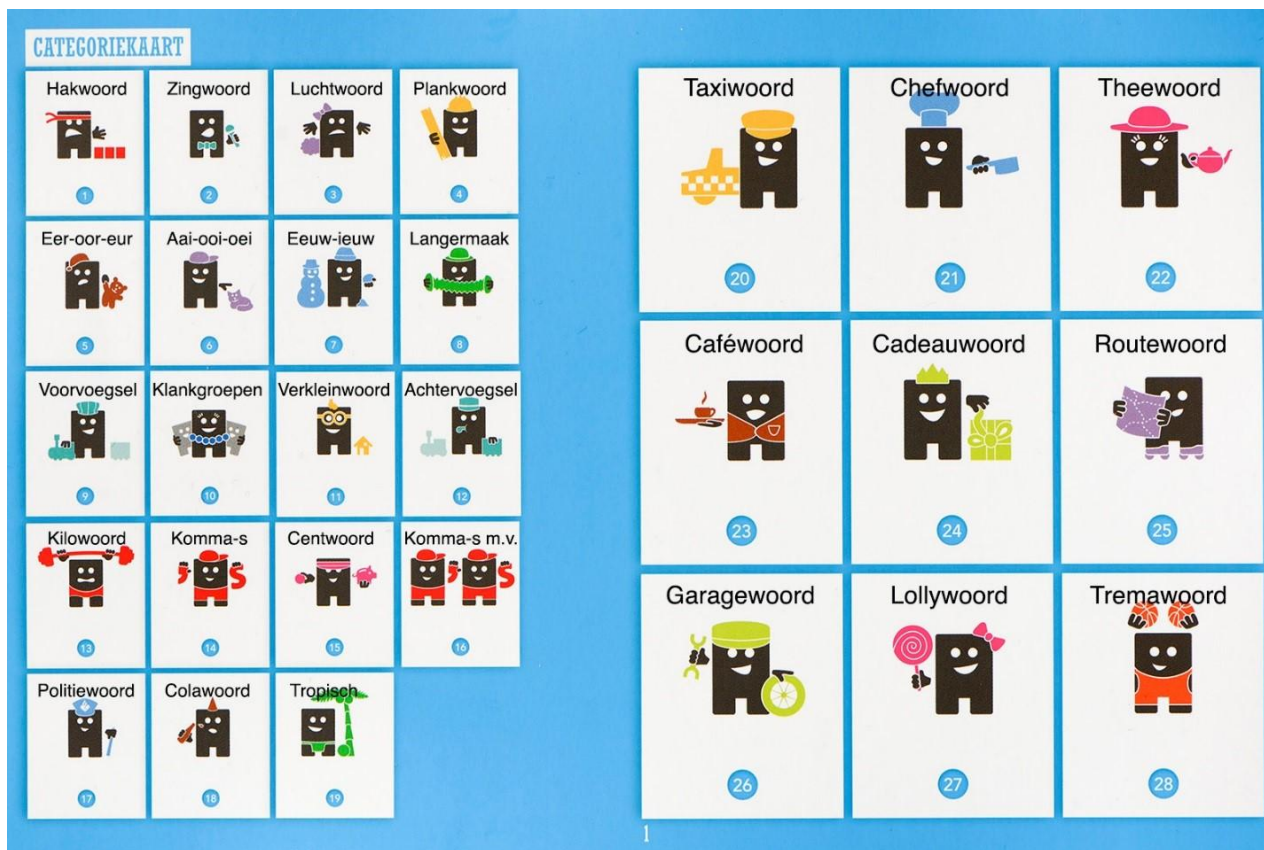 CATEGORIEKAART
Hakwoord
1
Zingwoord
2
Luchtwoord
3
Plankwoord
4
Eer-oor-eur
5
Aai-ooi-oei
6
Eeuw-ieuw
7
Langermaak
8
Voorvoegsel
9
Klankgroepen
10
Verkleinwoord
11
Achtervoegsel
12
Kilowoord
13
Komma-s
’s
14
Centwoord
15
Komma-s m.v.
’s
16
Politiewoord
17
Colawoord
18
Tropisch
19
Taxiwoord
20
Chefwoord
21
Theewoord
22
Caféwoord
23
Cadeauwoord
24
Routewoord
25
Garagewoord
26
Lollywoord
27
Tremawoord
28
1